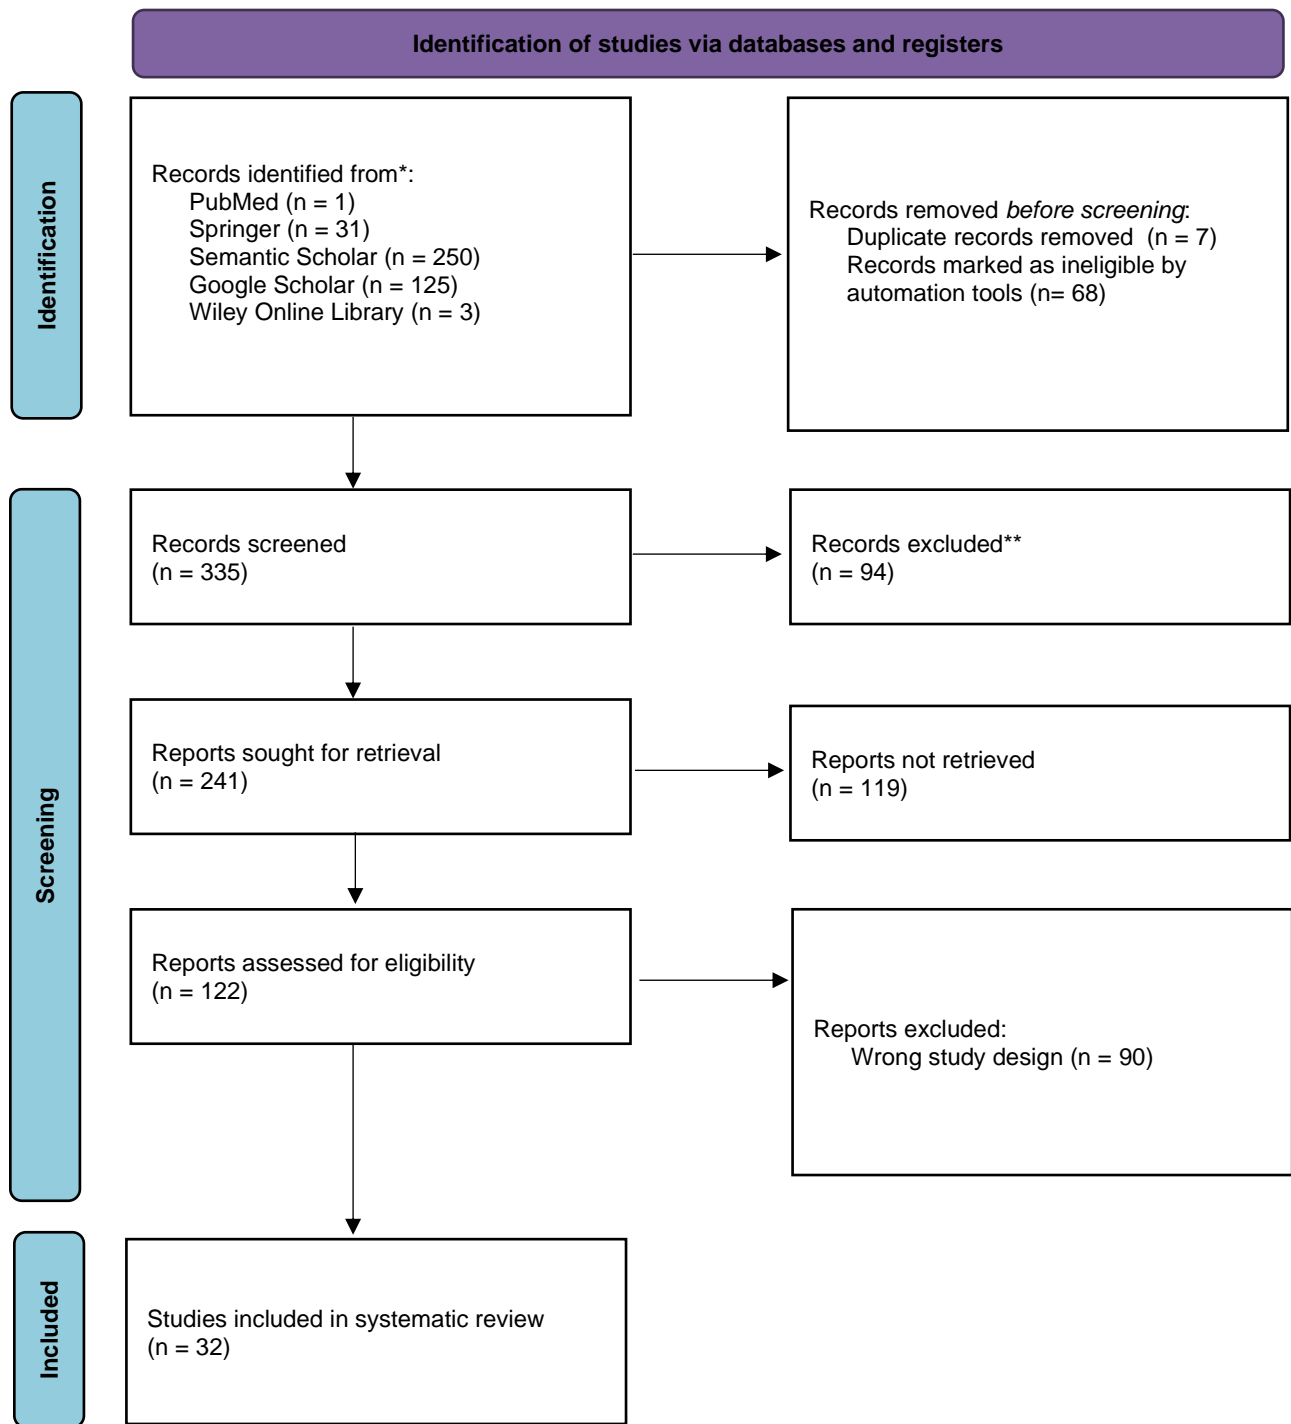 Identification of studies via databases and registers
Identification
Records identified from*:
PubMed (n = 1)
Springer (n = 31)
Semantic Scholar (n = 250)
Google Scholar (n = 125)
Wiley Online Library (n = 3)
Records removed before screening:
Duplicate records removed (n = 7)
Records marked as ineligible by
automation tools (n= 68)
Screening
Records screened
(n = 335)
Records excluded**
(n = 94)
Reports sought for retrieval
(n = 241)
Reports not retrieved
(n = 119)
Reports assessed for eligibility
(n = 122)
Reports excluded:
Wrong study design (n = 90)
Included
Studies included in systematic review
(n = 32)